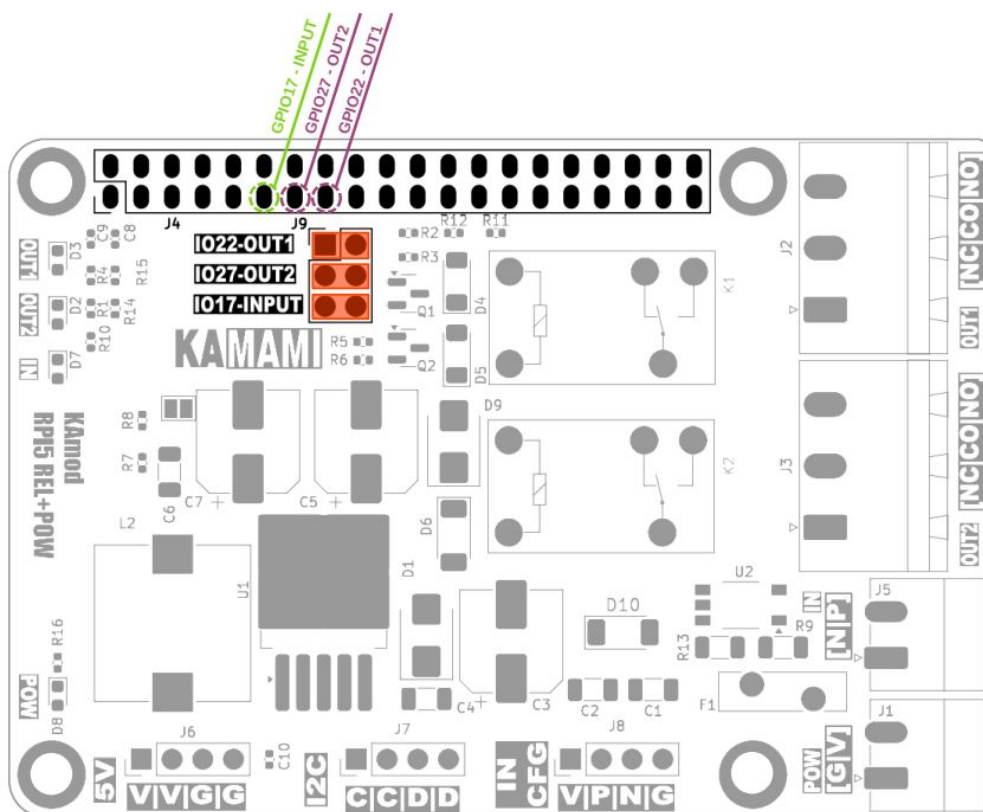 GPIO17 - INPUT
GPIO27 - OUT2
GPIO22 - OUT1
J4
J9
IO22-OUT1
IO27-OUT2
IO17-INPUT
KAMAMI
OUT1
D3
C9
C8
R4
R15
OUT2
D2
R1
R14
R10
IN
D7
R2
R12
R11
R3
D4
Q1
R5
R6
Q2
D5
K1
J2
[NC|CO|NO]
OUT1
KAmod
RPI5 REL+POW
R8
R7
C6
C7
+
C5
+
D9
K2
J3
[NC|CO|NO]
OUT2
D6
L2
U1
D1
U2
D10
R13
R9
IN
[N|P]
J5
R16
POW
D8
C4
+
C3
C2
C1
F1
POW
[G|V]
J1
5V
J6
V|V|G|G
C10
I2C
J7
C|C|D|D
IN
CFG
J8
V|P|N|G